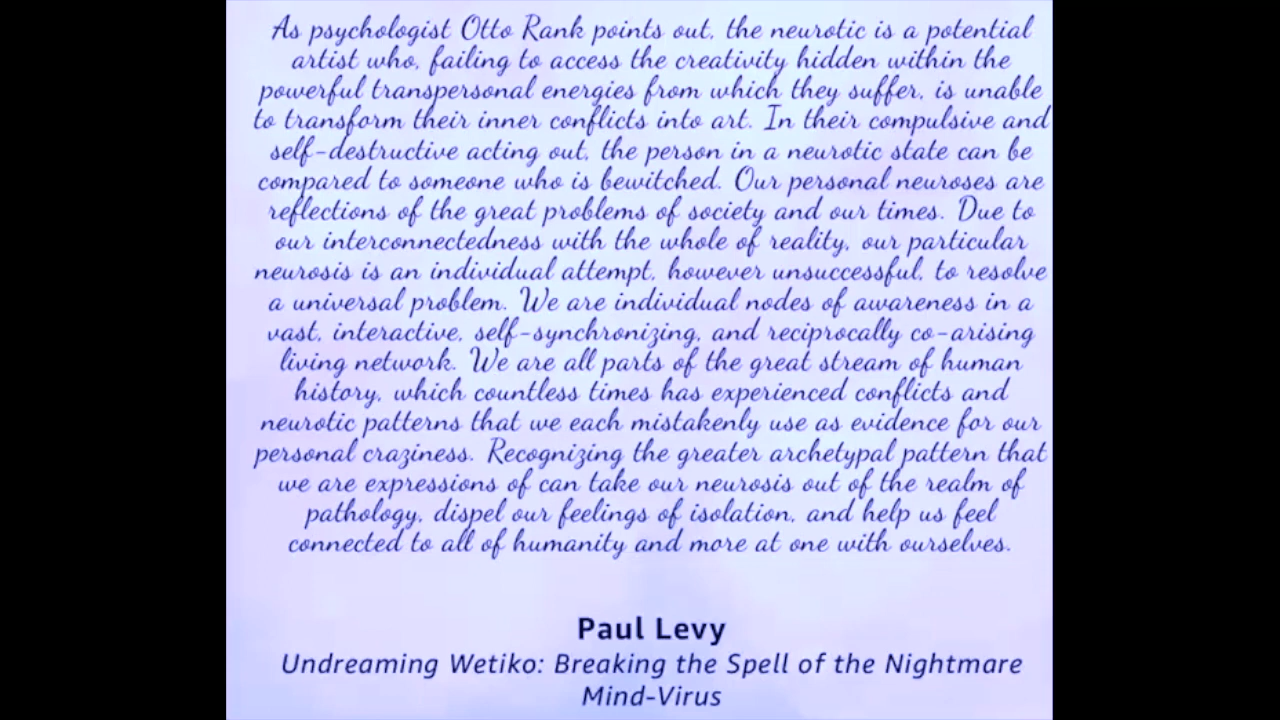 As psychologist Otto Rank points out, the neurotic is a potential
artist who, failing to access the creativity hidden within the
powerful transpersonal energies from which they suffer, is unable
to transform their inner conflicts into art. In their compulsive and
self-destructive acting out, the person in a neurotic state can be
compared to someone who is bewitched. Our personal neuroses are
reflections of the great problems of society and our times. Due to
our interconnectedness with the whole of reality, our particular
neurosis is an individual attempt, however unsuccessful, to resolve
a universal problem. We are individual nodes of awareness in a
vast, interactive, self-synchronizing, and reciprocally co-arising
living network. We are all parts of the great stream of human
history, which countless times has experienced conflicts and
neurotic patterns that we each mistakenly use as evidence for our
personal craziness. Recognizing the greater archetypal pattern that
we are expressions of can take our neurosis out of the realm of
pathology, dispel our feelings of isolation, and help us feel
connected to all of humanity and more at one with ourselves.
Paul Levy
Undreaming Wetiko: Breaking the Spell of the Nightmare
Mind-Virus